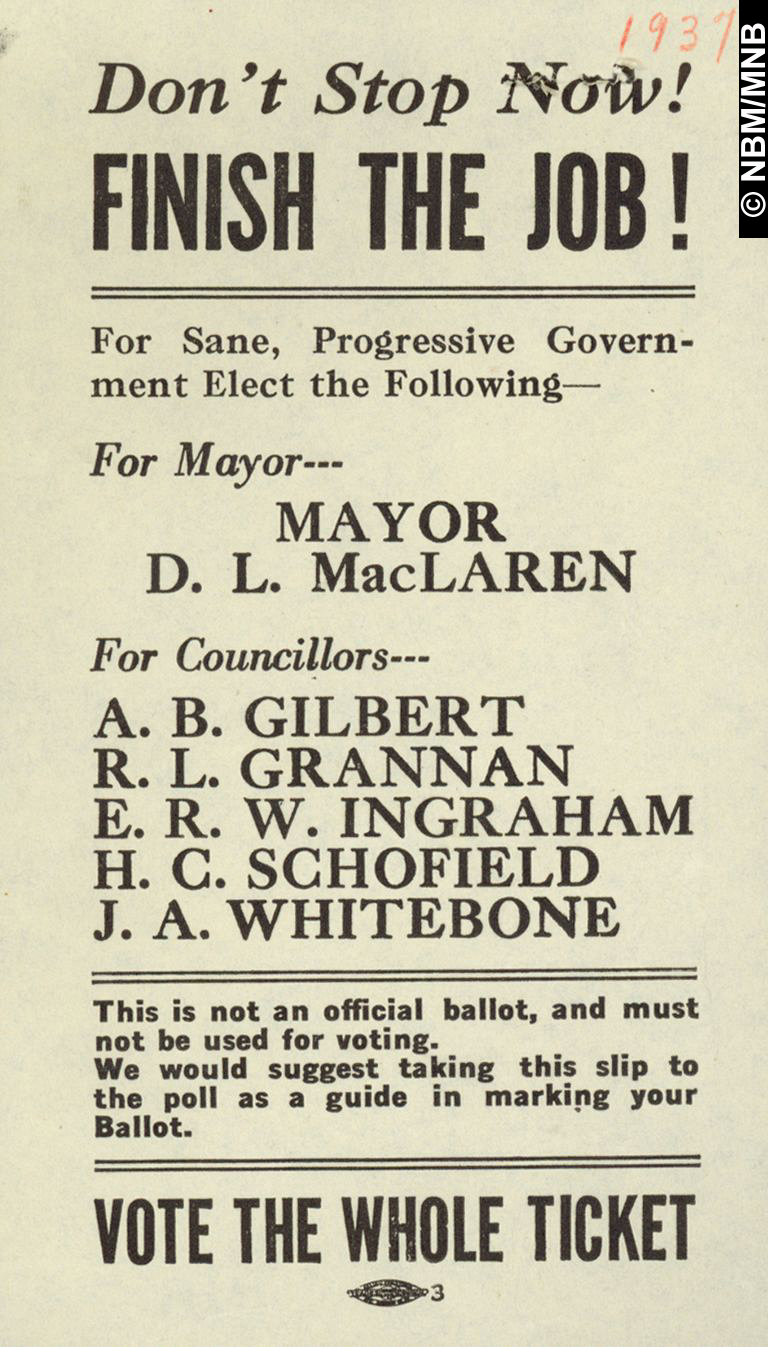 1937
© NBM/MNB
Don't Stop Now!
FINISH THE JOB!
For Sane, Progressive Govern-
ment Elect the Following—
For Mayor---
MAYOR
D. L. MacLAREN
For Councillors---
A. B. GILBERT
R. L. GRANNAN
E. R. W. INGRAHAM
H. C. SCHOFIELD
J. A. WHITEBONE
This is not an official ballot, and must
not be used for voting.
We would suggest taking this slip to
the poll as a guide in marking your
Ballot.
VOTE THE WHOLE TICKET
3